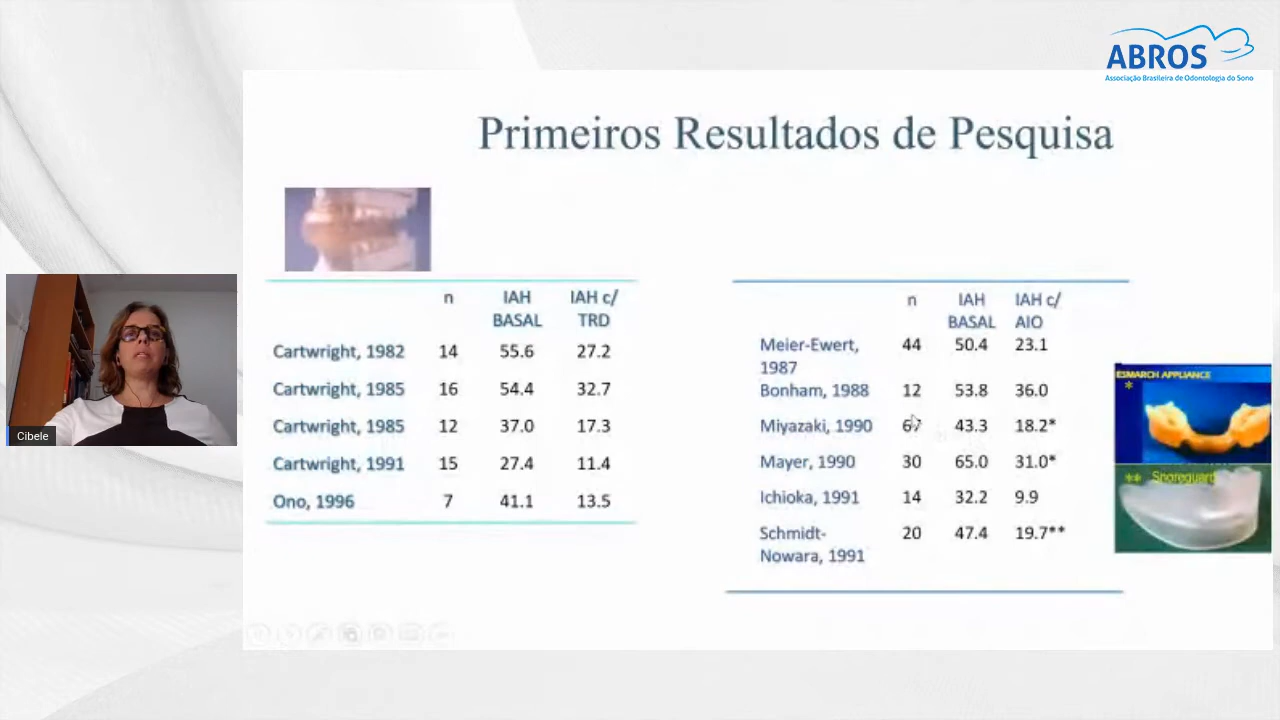 ABROS
Associação Brasileira de Odontologia do Sono
Primeiros Resultados de Pesquisa
n IAH BASAL IAH c/ TRD
Cartwright, 1982 14 55.6 27.2
Cartwright, 1985 16 54.4 32.7
Cartwright, 1985 12 37.0 17.3
Cartwright, 1991 15 27.4 11.4
Ono, 1996 7 41.1 13.5
n IAH BASAL IAH c/ AIO
Meier-Ewert, 1987 44 50.4 23.1
Bonham, 1988 12 53.8 36.0
Miyazaki, 1990 43.3 18.2*
Mayer, 1990 30 65.0 31.0*
Ichioka, 1991 14 32.2 9.9
Schmidt-Nowara, 1991 20 47.4 19.7**
ESMARCH APPLIANCE
*
** Snoreguard
Cibele